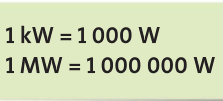 1 kW = 1 000 W
1 MW = 1 000 000 W